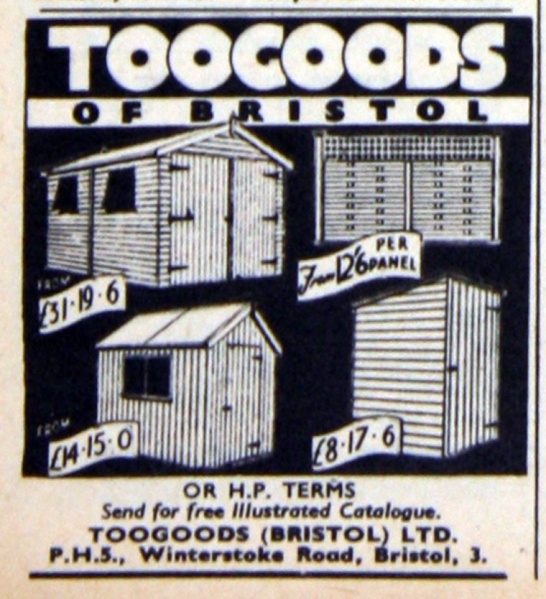 TOOGOODS
OF BRISTOL
From 12'6 PER PANEL
FROM
£31·19·6
FROM
£14·15·0
£8·17·6
OR H.P. TERMS
Send for free Illustrated Catalogue.
TOOGOODS (BRISTOL) LTD.
P.H.5., Winterstoke Road, Bristol, 3.